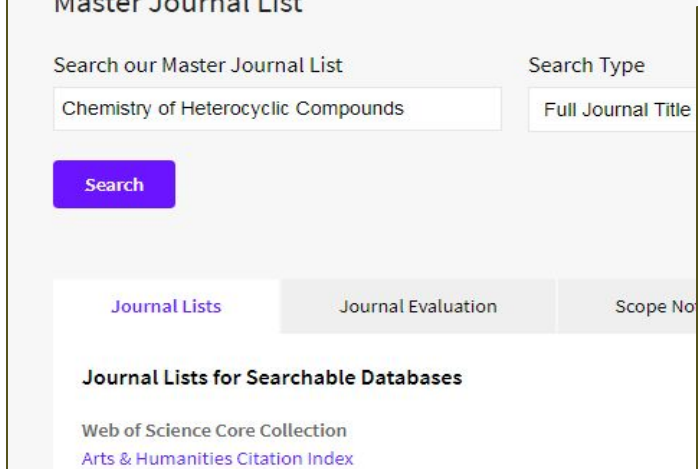 Master Journal List
Search our Master Journal List
Search Type
Chemistry of Heterocyclic Compounds
Full Journal Title
Search
Journal Lists
Journal Evaluation
Scope
Journal Lists for Searchable Databases
Web of Science Core Collection
Arts & Humanities Citation Index